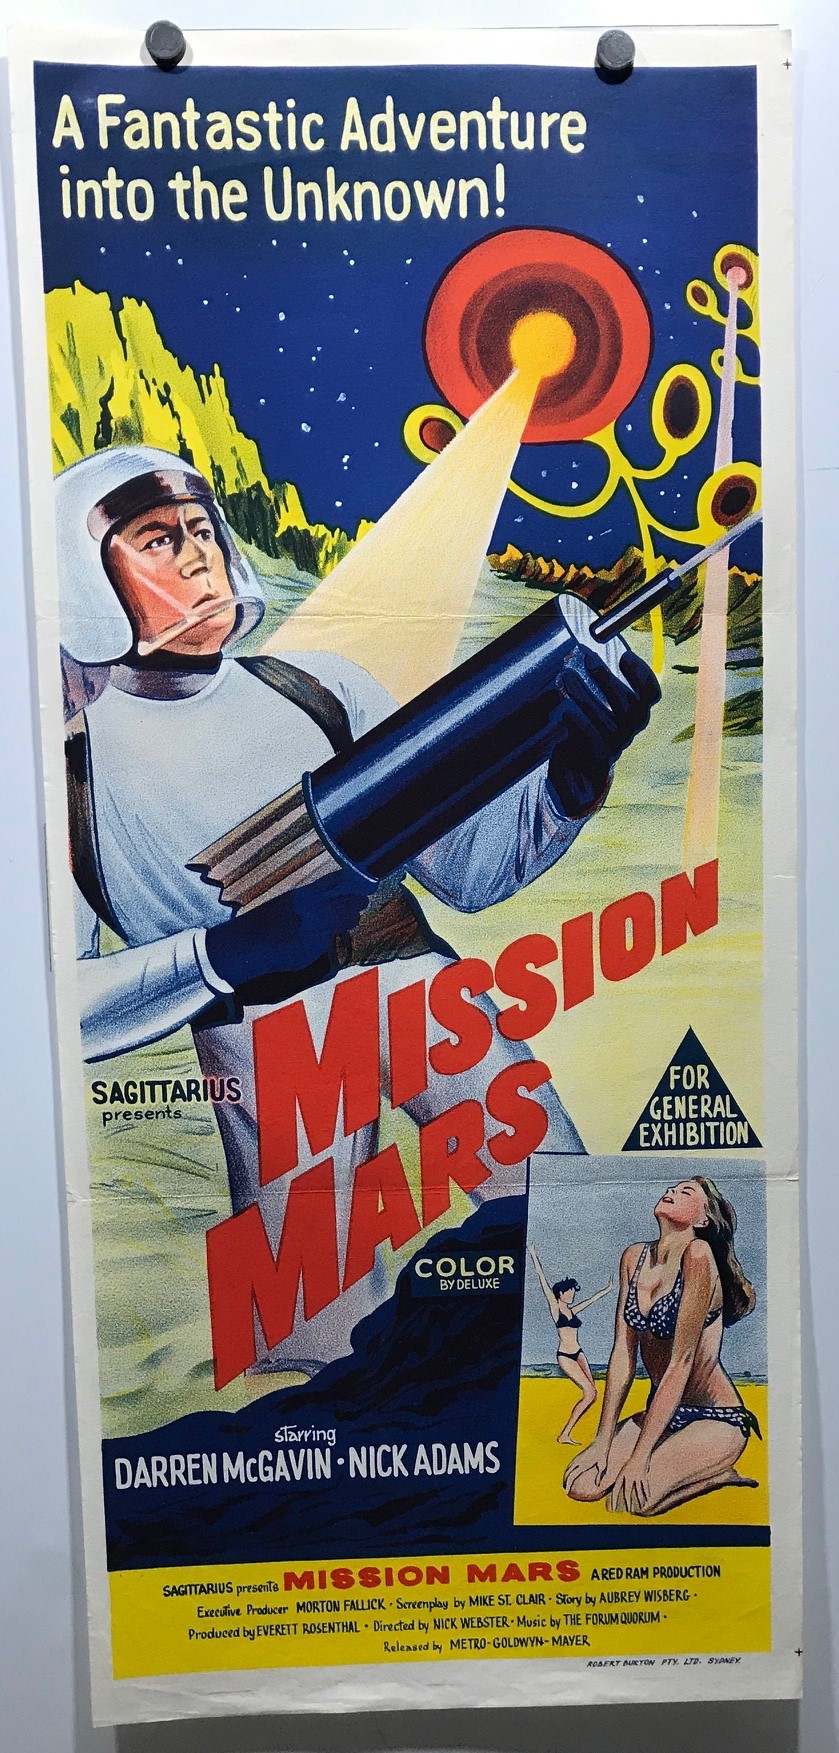 A Fantastic Adventure
into the Unknown!
MISSION
MARS
SAGITTARIUS
presents
FOR
GENERAL
EXHIBITION
COLOR
BY DELUXE
starring
DARREN McGAVIN · NICK ADAMS
SAGITTARIUS presents MISSION MARS A RED RAM PRODUCTION
Executive Producer MORTON FALLICK · Screenplay by MIKE ST. CLAIR · Story by AUBREY WISBERG ·
Produced by EVERETT ROSENTHAL · Directed by NICK WEBSTER · Music by THE FORUM QUORUM ·
Released by METRO-GOLDWYN-MAYER
ROBERT BURTON PTY. LTD. SYDNEY.